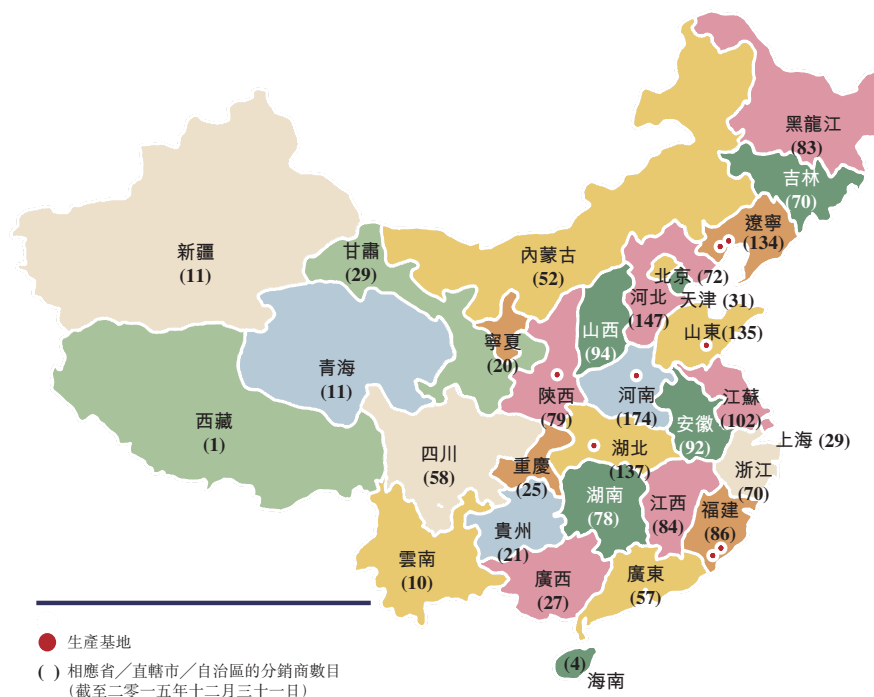 黑龍江
(83)
吉林
(70)
遼寧
(134)
新疆
(11)
甘肅
(29)
內蒙古
(52)
北京 (72)
天津 (31)
河北
(147)
山西
(94)
山東(135)
寧夏
(20)
青海
(11)
陝西
(79)
河南
(174)
江蘇
(102)
安徽
(92)
上海 (29)
西藏
(1)
四川
(58)
重慶
(25)
湖北
(137)
浙江
(70)
湖南
(78)
江西
(84)
福建
(86)
貴州
(21)
雲南
(10)
廣西
(27)
廣東
(57)
(4)
海南
生產基地
( ) 相應省／直轄市／自治區的分銷商數目
(截至二零一五年十二月三十一日)